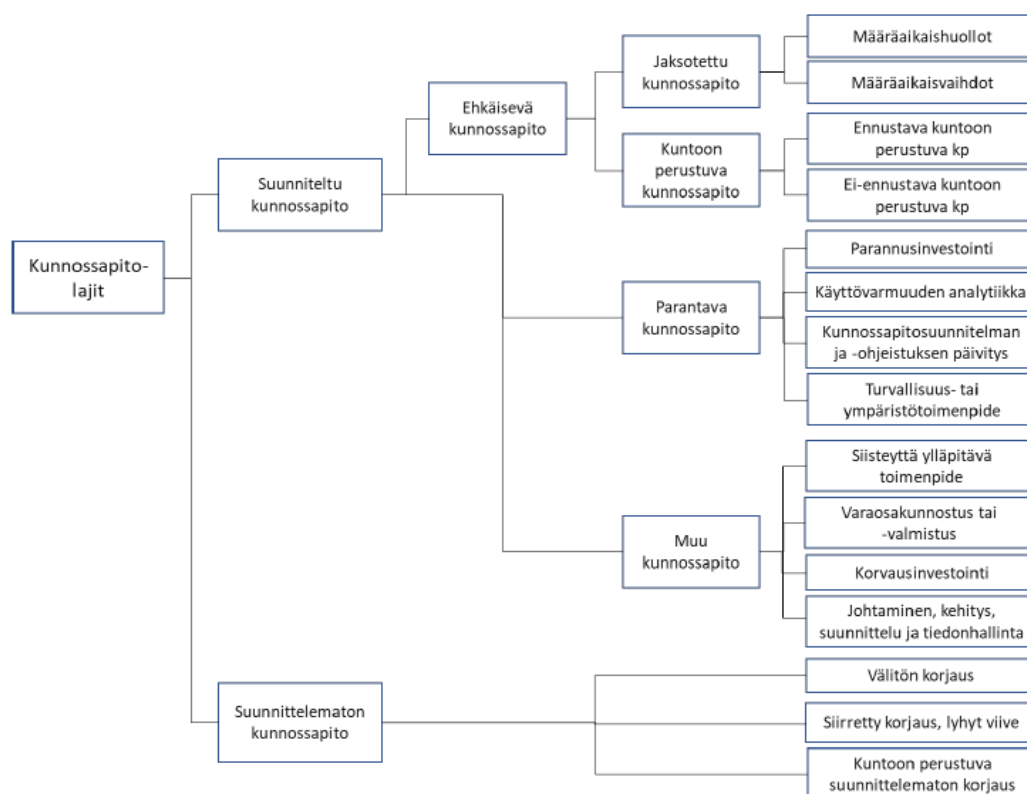 Kunnossapito-
lajit
Suunniteltu
kunnossapito
Ehkäisevä
kunnossapito
Jaksotettu
kunnossapito
Määräaikaishuollot
Määräaikaisvaihdot
Kuntoon
perustuva
kunnossapito
Ennustava kuntoon
perustuva kp
Ei-ennustava kuntoon
perustuva kp
Parantava
kunnossapito
Parannusinvestointi
Käyttövarmuuden analytiikka
Kunnossapitosuunnitelman
ja -ohjeistuksen päivitys
Turvallisuus- tai
ympäristötoimenpide
Muu
kunnossapito
Siisteyttä ylläpitävä
toimenpide
Varaosakunnostus tai
-valmistus
Korvausinvestointi
Johtaminen, kehitys,
suunnittelu ja tiedonhallinta
Suunnittelematon
kunnossapito
Välitön korjaus
Siirretty korjaus, lyhyt viive
Kuntoon perustuva
suunnittelematon korjaus